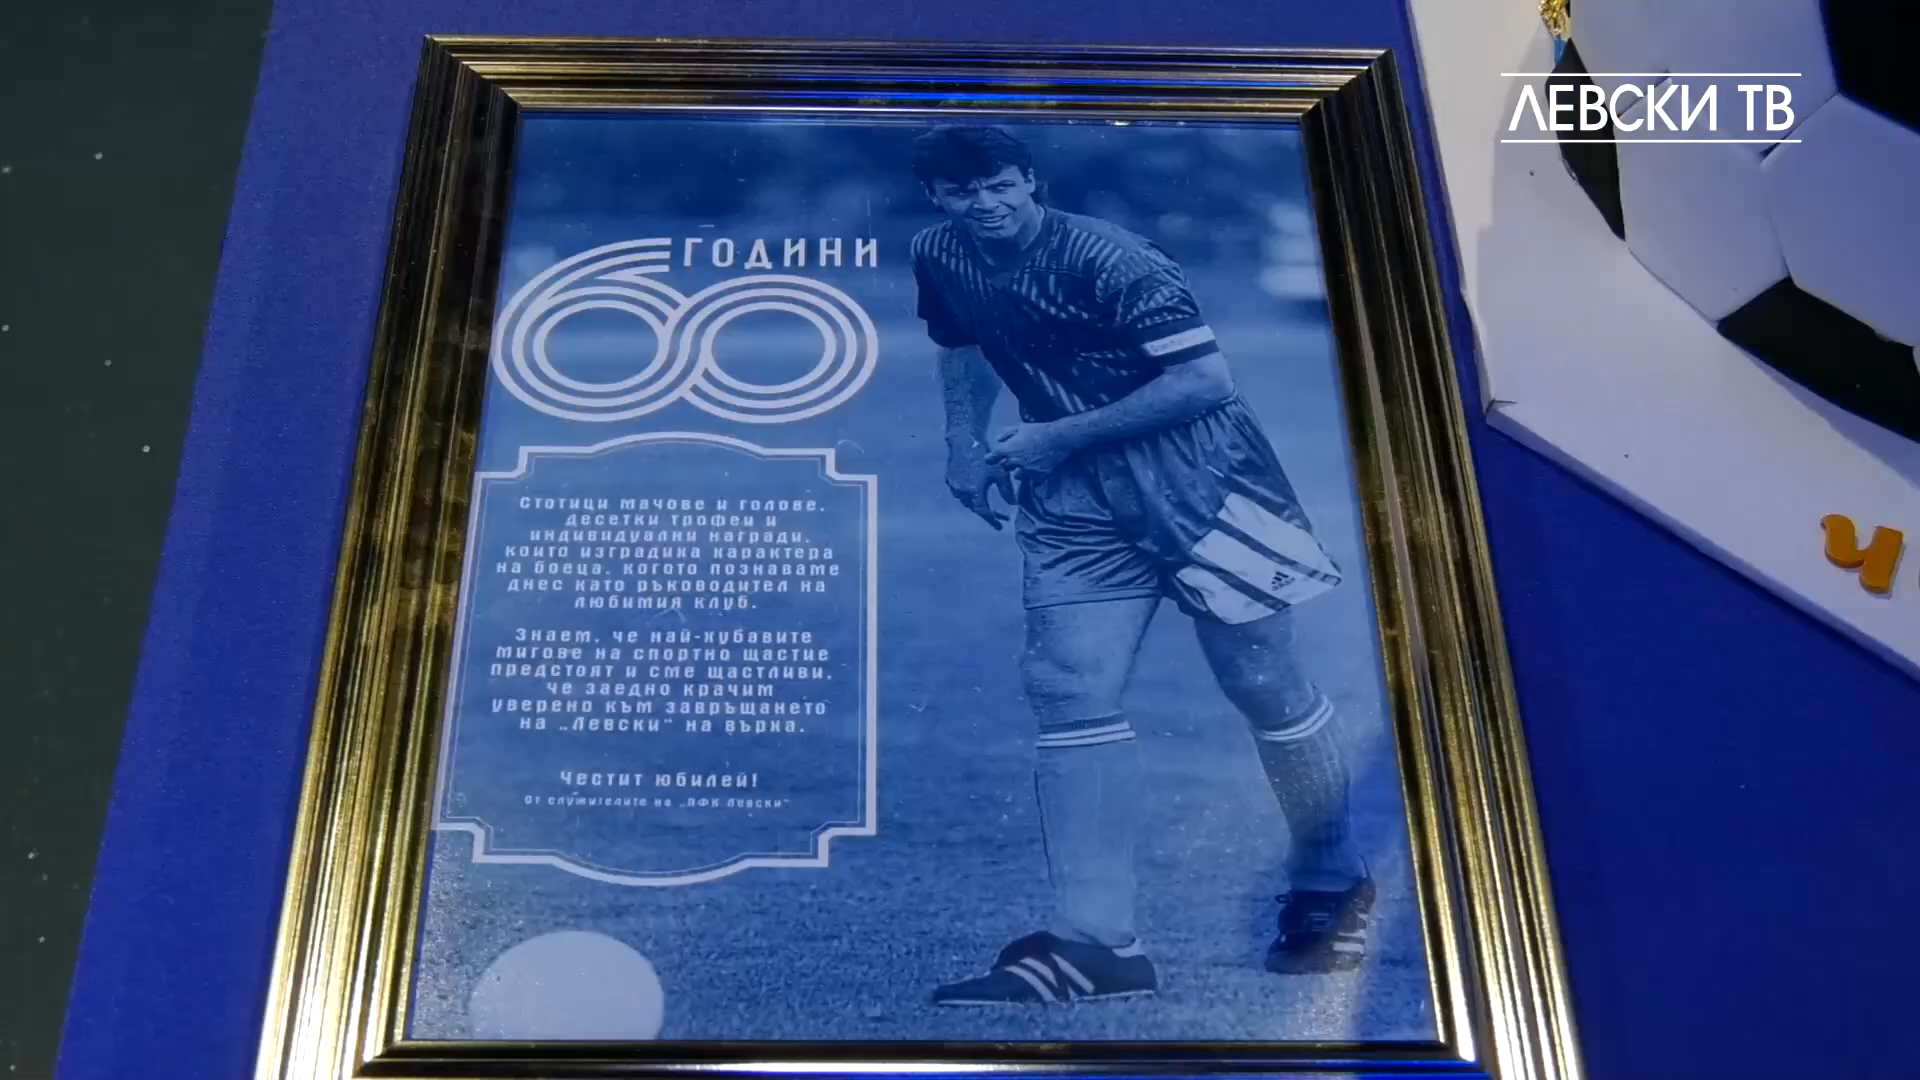 ЛЕВСКИ ТВ
ГОДИНИ
60
Стотици мачове и голове,
десетки трофеи и
индивидуални награди,
които изградиха характера
на боеца, когото познаваме
днес като ръководител на
любимия клуб.
Знаем, че най-хубавите
мигове на спортно щастие
предстоят и сме щастливи,
че заедно крачим
уверено към завръщането
на „Левски“ на върха.
Честит юбилей!
От служителите на „ПФК Левски“
adidas
Ч